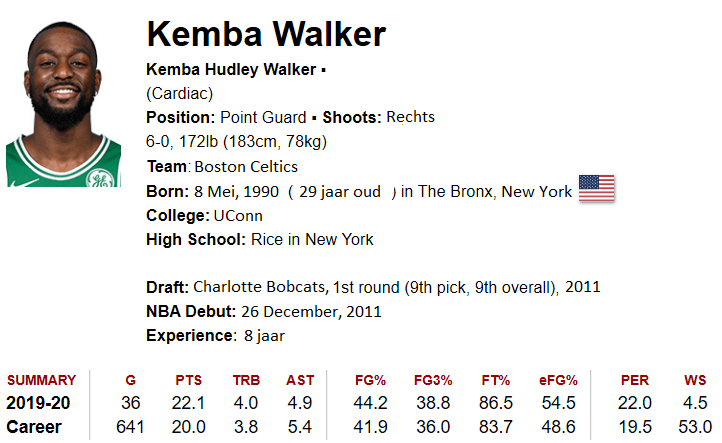 Kemba Walker
Kemba Hudley Walker ▪
(Cardiac)
Position: Point Guard ▪ Shoots: Rechts
6-0, 172lb (183cm, 78kg)
Team: Boston Celtics
Born: 8 Mei, 1990 ( 29 jaar oud ) in The Bronx, New York
College: UConn
High School: Rice in New York
Draft: Charlotte Bobcats, 1st round (9th pick, 9th overall), 2011
NBA Debut: 26 December, 2011
Experience: 8 jaar
SUMMARY G PTS TRB AST FG% FG3% FT% eFG% PER WS
2019-20 36 22.1 4.0 4.9 44.2 38.8 86.5 54.5 22.0 4.5
Career 641 20.0 3.8 5.4 41.9 36.0 83.7 48.6 19.5 53.0